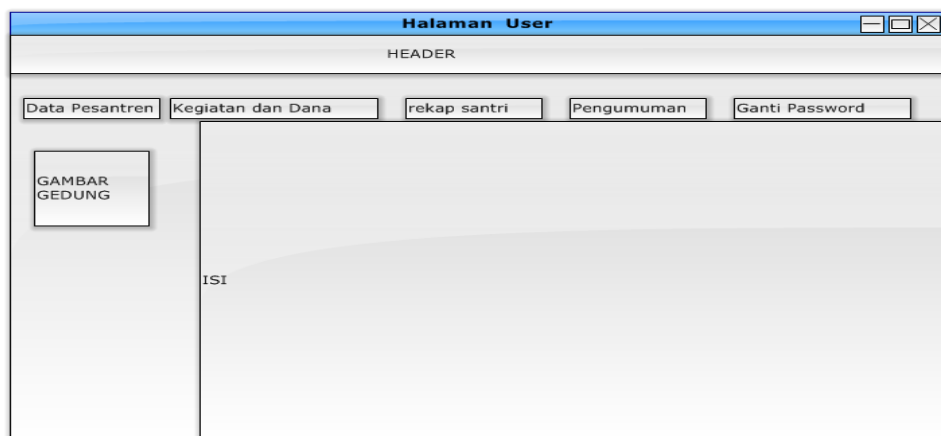 Halaman User
HEADER
Data Pesantren
Kegiatan dan Dana
rekap santri
Pengumuman
Ganti Password
GAMBAR
GEDUNG
ISI